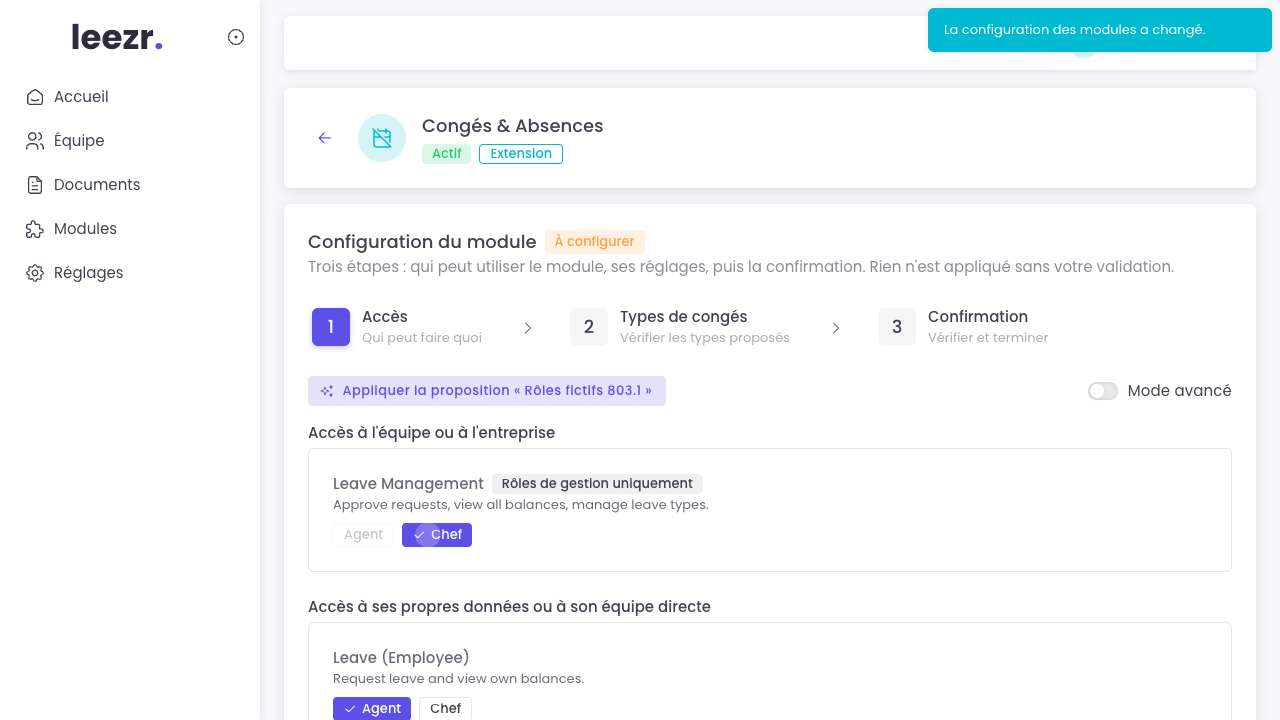 leezr.
La configuration des modules a changé.
Accueil
Équipe
Documents
Modules
Réglages
Congés & Absences
Actif
Extension
Configuration du module
À configurer
Trois étapes : qui peut utiliser le module, ses réglages, puis la confirmation. Rien n'est appliqué sans votre validation.
1
Accès
Qui peut faire quoi
2
Types de congés
Vérifier les types proposés
3
Confirmation
Vérifier et terminer
Appliquer la proposition « Rôles fictifs 803.1 »
Mode avancé
Accès à l'équipe ou à l'entreprise
Leave Management
Rôles de gestion uniquement
Approve requests, view all balances, manage leave types.
Agent
Chef
Accès à ses propres données ou à son équipe directe
Leave (Employee)
Request leave and view own balances.
Agent
Chef